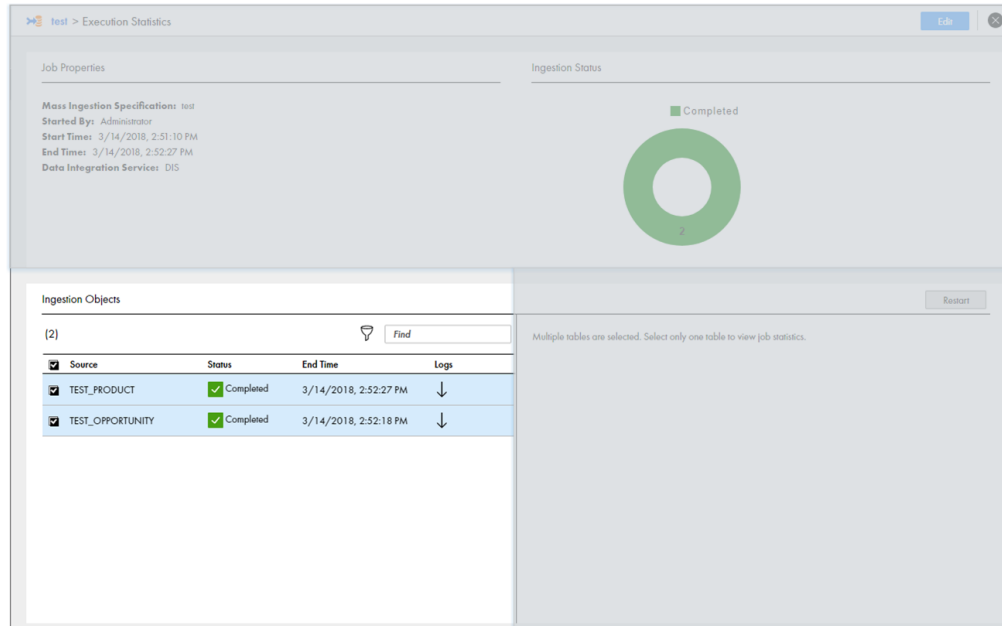 test > Execution Statistics
Edit
Job Properties
Ingestion Status
Mass Ingestion Specification: test
Started By: Administrator
Start Time: 3/14/2018, 2:51:10 PM
End Time: 3/14/2018, 2:52:27 PM
Data Integration Service: DIS
Completed
2
Ingestion Objects
Restart
(2)
Find
Multiple tables are selected. Select only one table to view job statistics.
Source Status End Time Logs
TEST_PRODUCT Completed 3/14/2018, 2:52:27 PM
TEST_OPPORTUNITY Completed 3/14/2018, 2:52:18 PM